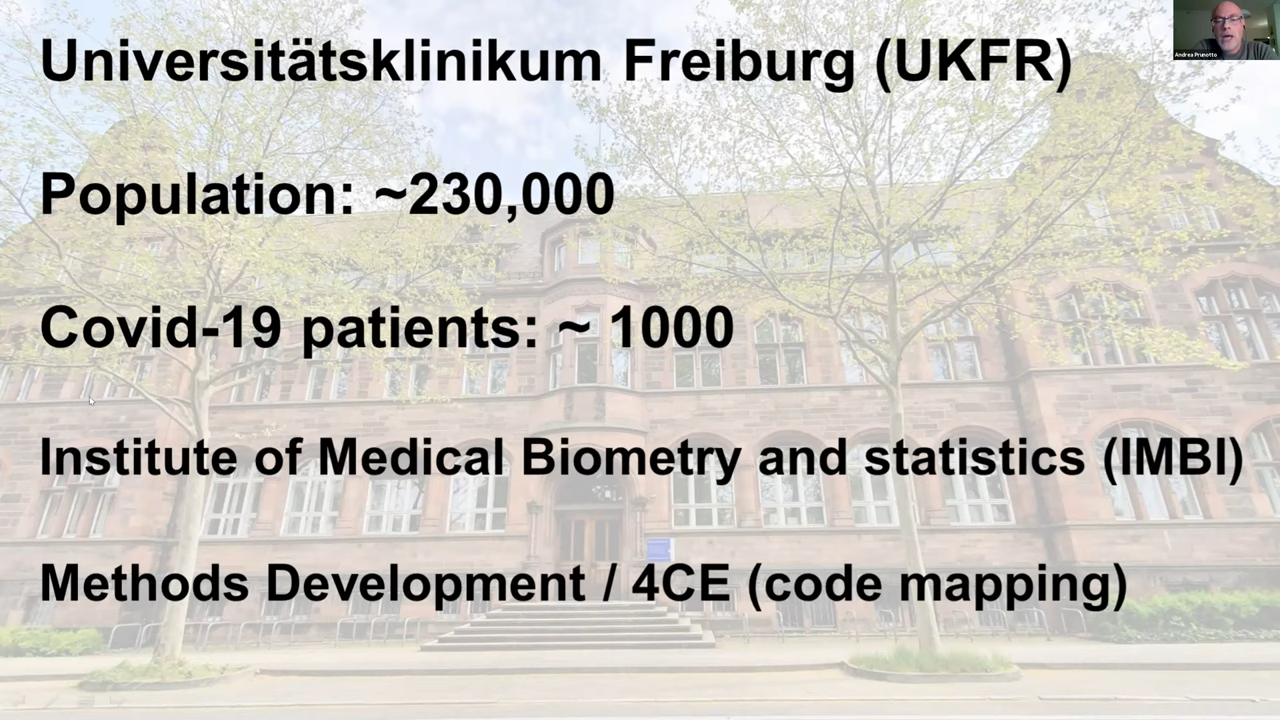 Universitätsklinikum Freiburg (UKFR)
Andrea Prunotto
Population: ~230,000
Covid-19 patients: ~ 1000
Institute of Medical Biometry and statistics (IMBI)
Methods Development / 4CE (code mapping)